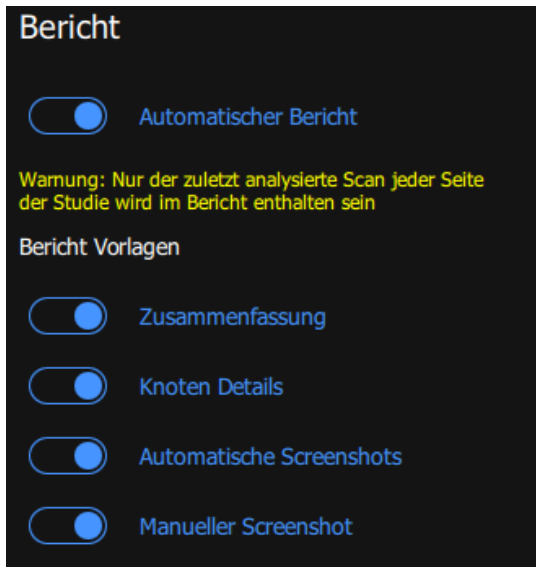 Bericht
Automatischer Bericht
Warnung: Nur der zuletzt analysierte Scan jeder Seite
der Studie wird im Bericht enthalten sein
Bericht Vorlagen
Zusammenfassung
Knoten Details
Automatische Screenshots
Manueller Screenshot